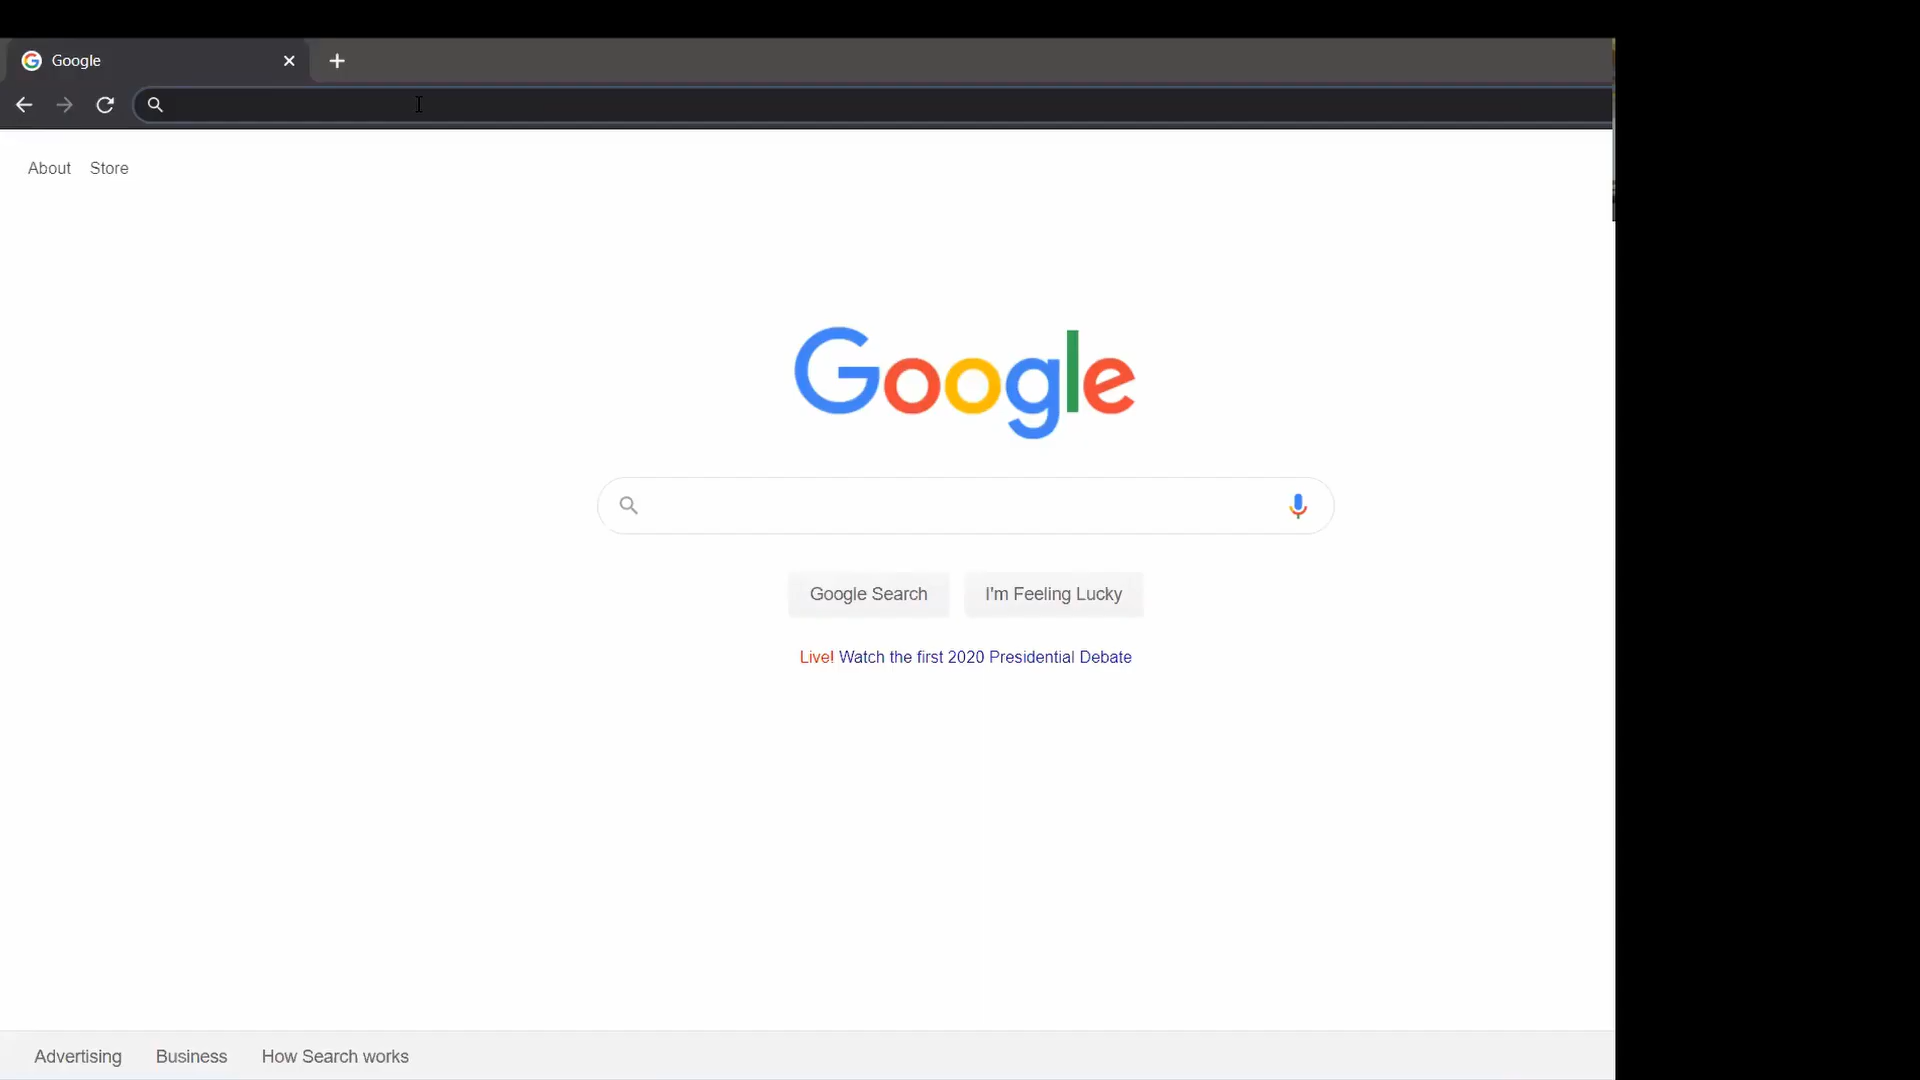 Google
About Store
Google
Google Search I'm Feeling Lucky
Live! Watch the first 2020 Presidential Debate
Advertising Business How Search works